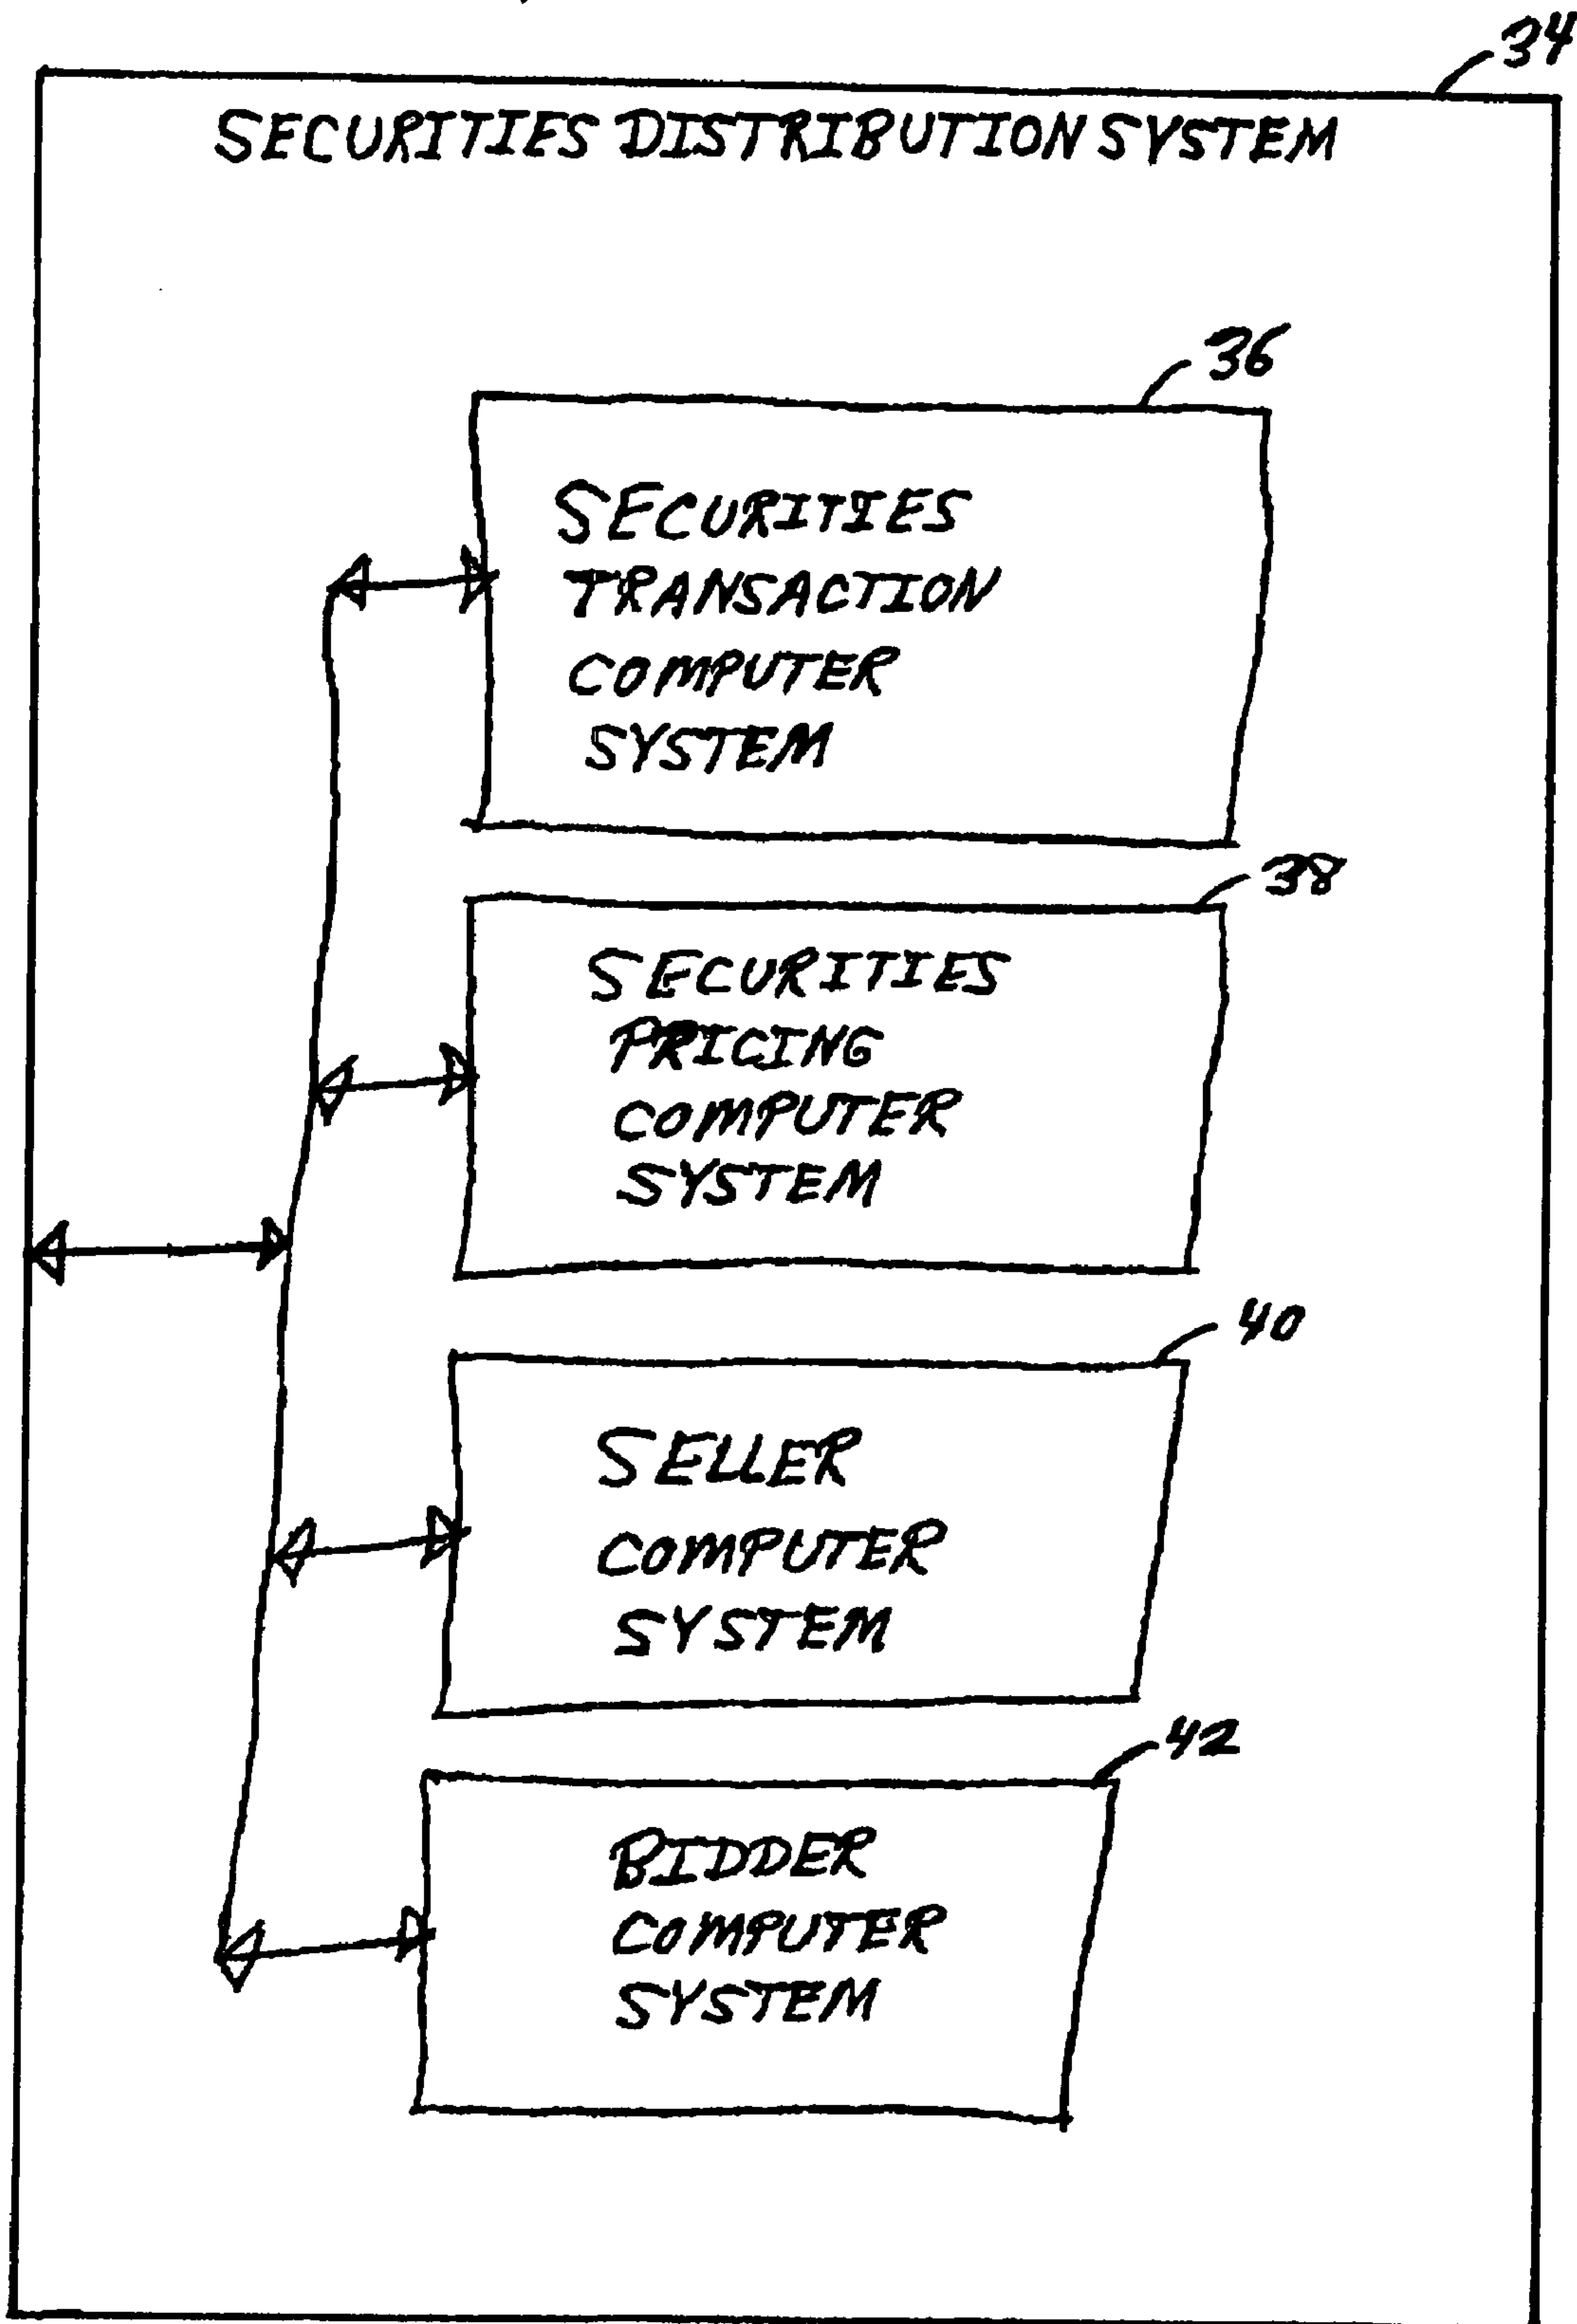 34
SECURITIES DISTRIBUTION SYSTEM
36
SECURITIES
TRANSACTION
COMPUTER
SYSTEM
38
SECURITIES
PRICING
COMPUTER
SYSTEM
40
SELLER
COMPUTER
SYSTEM
42
BIDDER
COMPUTER
SYSTEM